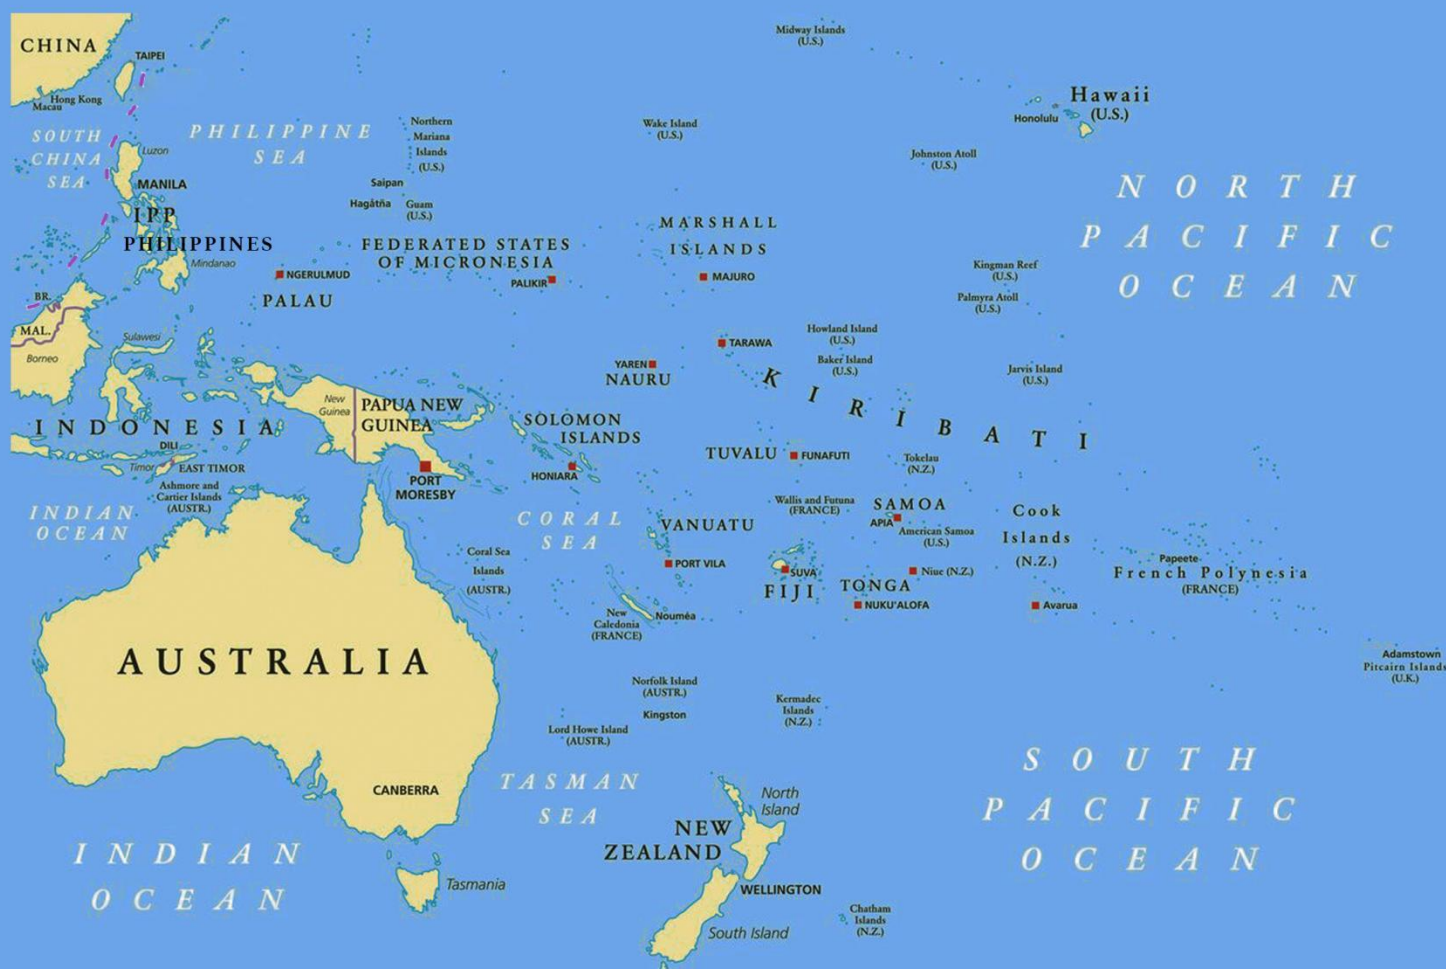 CHINA
TAIPEI
Hong Kong
Macau
SOUTH
CHINA
SEA
PHILIPPINE
SEA
Luzon
MANILA
IPP
PHILIPPINES
Mindanao
Northern
Mariana
Islands
(U.S.)
Saipan
Hagåtña
Guam
(U.S.)
Midway Islands
(U.S.)
Wake Island
(U.S.)
Hawaii
(U.S.)
Honolulu
Johnston Atoll
(U.S.)
NORTH
PACIFIC
OCEAN
MARSHALL
ISLANDS
MAJURO
FEDERATED STATES
OF MICRONESIA
PALIKIR
NGERULMUD
PALAU
Kingman Reef
(U.S.)
Palmyra Atoll
(U.S.)
BR.
MAL.
Borneo
Sulawesi
TARAWA
Howland Island
(U.S.)
Baker Island
(U.S.)
Jarvis Island
(U.S.)
YAREN
NAURU
KIRIBATI
INDONESIA
New
Guinea
PAPUA NEW
GUINEA
SOLOMON
ISLANDS
HONIARA
DILI
Timor
EAST TIMOR
Ashmore and
Cartier Islands
(AUSTR.)
PORT
MORESBY
TUVALU
FUNAFUTI
Tokelau
(N.Z.)
INDIAN
OCEAN
CORAL
SEA
VANUATU
PORT VILA
Wallis and Futuna
(FRANCE)
SAMOA
APIA
American Samoa
(U.S.)
Cook
Islands
(N.Z.)
Coral Sea
Islands
(AUSTR.)
SUVA
FIJI
TONGA
Niue (N.Z.)
NUKU'ALOFA
Avarua
Papeete
French Polynesia
(FRANCE)
New
Caledonia
(FRANCE)
Nouméa
AUSTRALIA
Adamstown
Pitcairn Islands
(U.K.)
Norfolk Island
(AUSTR.)
Kingston
Kermadec
Islands
(N.Z.)
Lord Howe Island
(AUSTR.)
CANBERRA
TASMAN
SEA
SOUTH
PACIFIC
OCEAN
North
Island
NEW
ZEALAND
WELLINGTON
INDIAN
OCEAN
Tasmania
South Island
Chatham
Islands
(N.Z.)